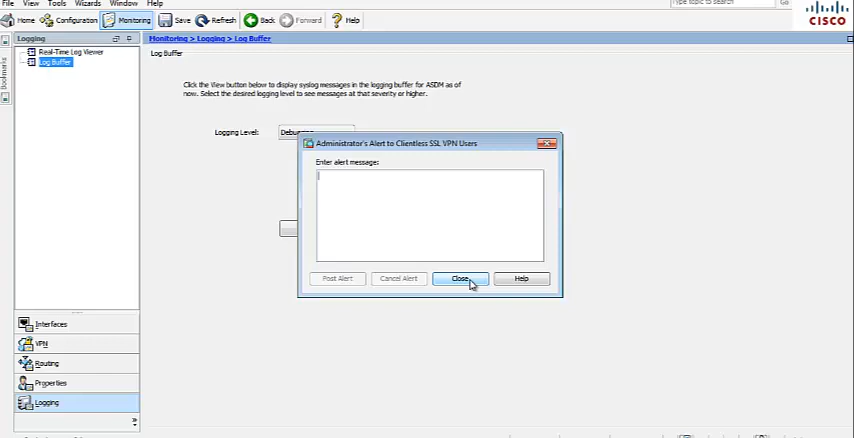 File View Tools Wizards Window Help
Type topic to search Go
Home Configuration Monitoring Save Refresh Back Forward Help
CISCO
Logging
Monitoring > Logging > Log Buffer
Real-Time Log Viewer
Log Buffer
Log Buffer
Bookmarks
Click the View button below to display syslog messages in the logging buffer for ASDM as of
now. Select the desired logging level to see messages at that severity or higher.
Logging Level: Debugging
Administrator's Alert to Clientless SSL VPN Users
Enter alert message:
Post Alert Cancel Alert Close Help
Interfaces
VPN
Routing
Properties
Logging